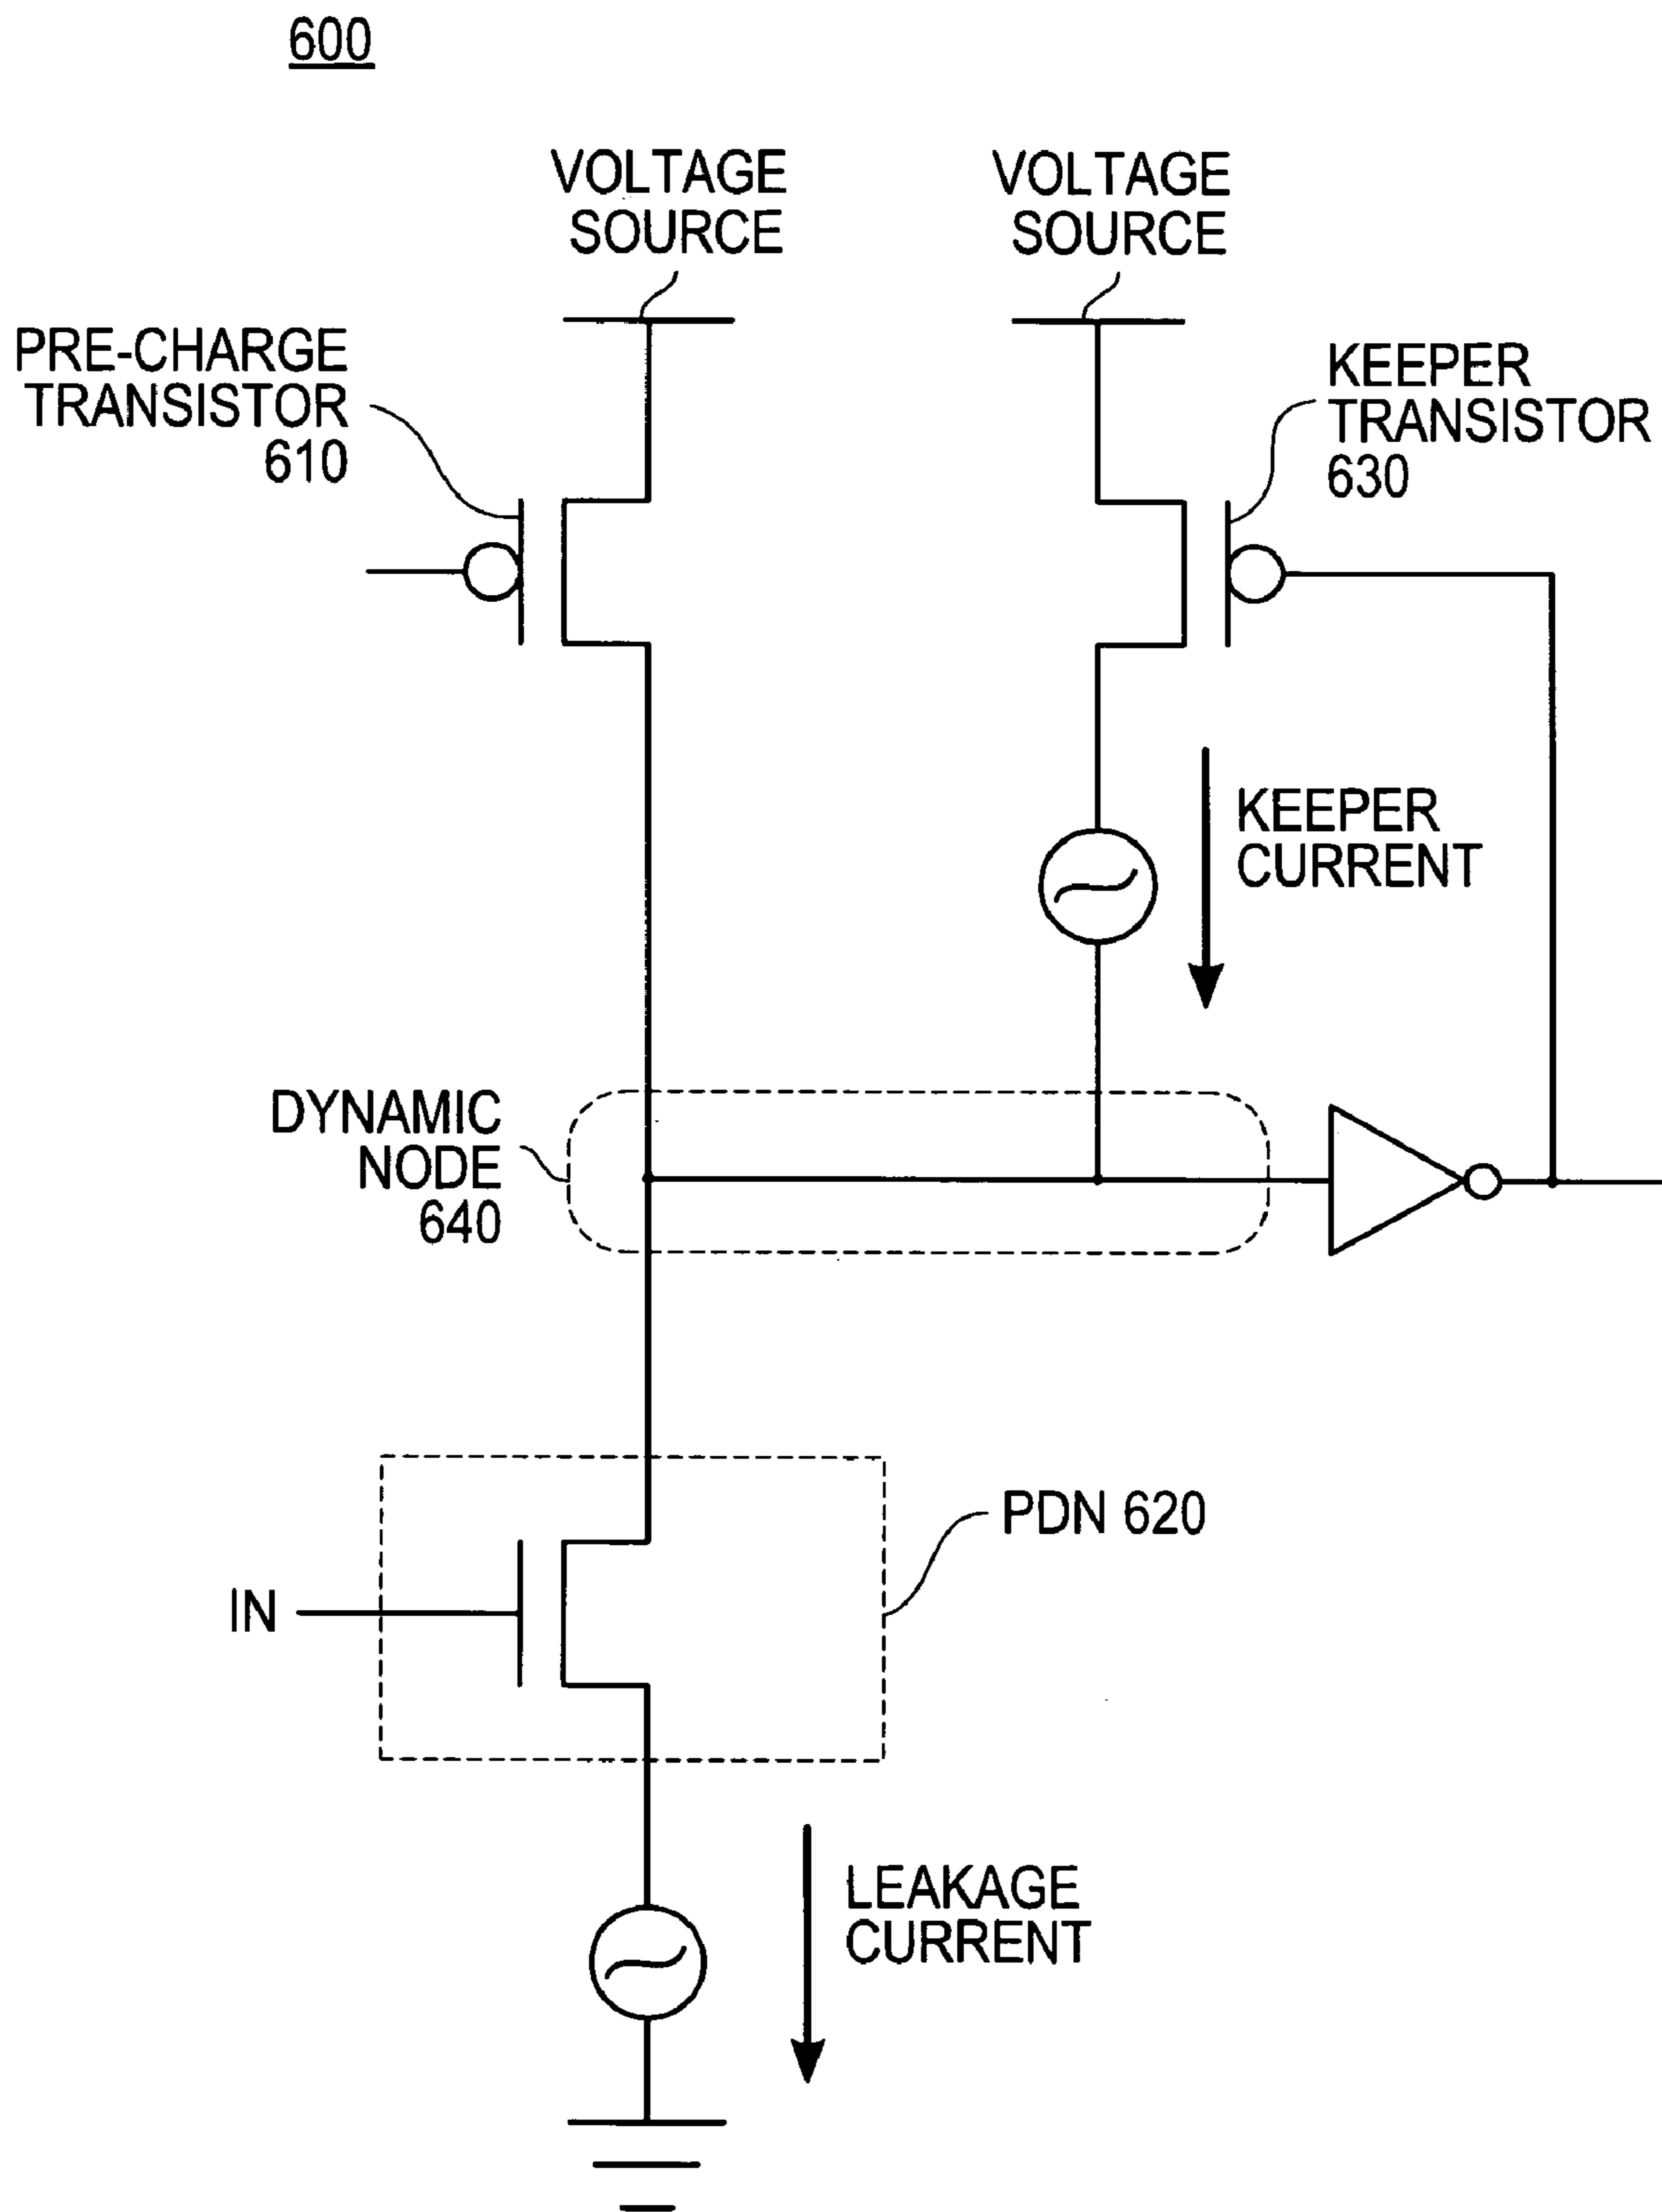 600
VOLTAGE
SOURCE
VOLTAGE
SOURCE
PRE-CHARGE
TRANSISTOR
610
KEEPER
TRANSISTOR
630
KEEPER
CURRENT
DYNAMIC
NODE
640
PDN 620
IN
LEAKAGE
CURRENT